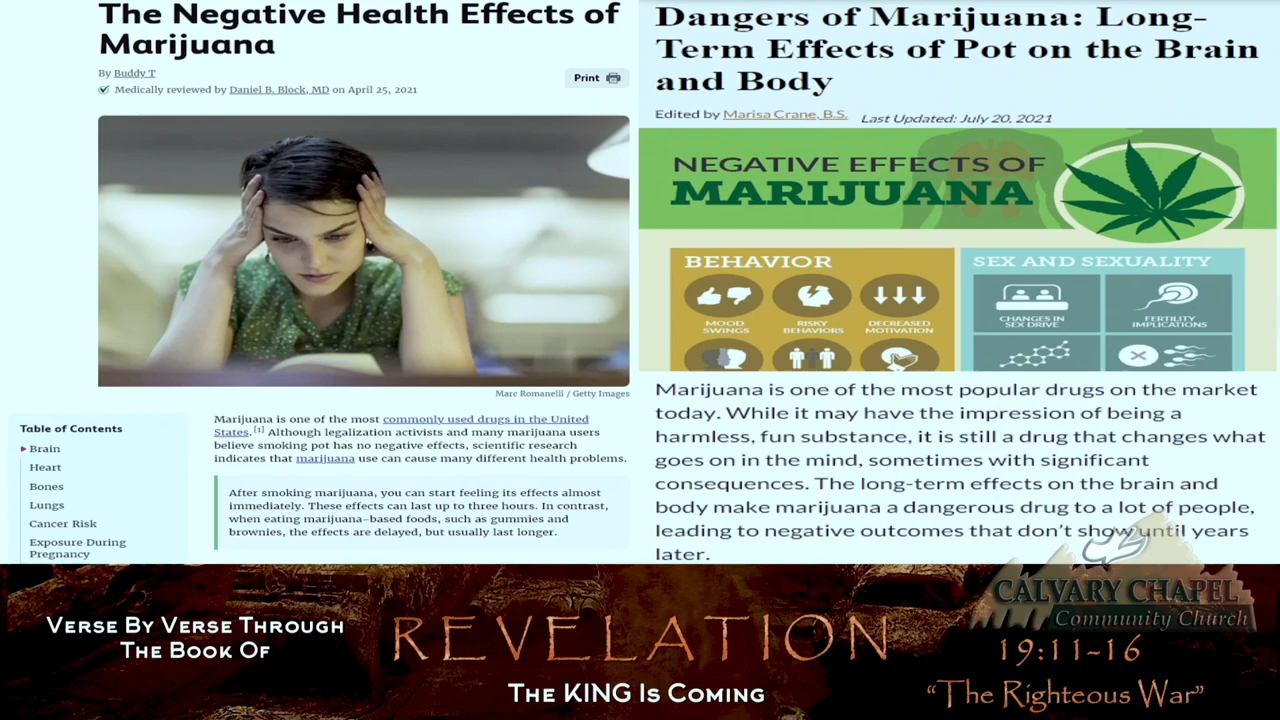 The Negative Health Effects of
Marijuana
By Buddy T
Medically reviewed by Daniel B. Block, MD on April 25, 2021
Print
Marc Romanelli / Getty Images
Table of Contents
Brain
Heart
Bones
Lungs
Cancer Risk
Exposure During
Pregnancy
Marijuana is one of the most commonly used drugs in the United
States.[1] Although legalization activists and many marijuana users
believe smoking pot has no negative effects, scientific research
indicates that marijuana use can cause many different health problems.
After smoking marijuana, you can start feeling its effects almost
immediately. These effects can last up to three hours. In contrast,
when eating marijuana-based foods, such as gummies and
brownies, the effects are delayed, but usually last longer.
Dangers of Marijuana: Long-
Term Effects of Pot on the Brain
and Body
Edited by Marisa Crane, B.S. Last Updated: July 20, 2021
NEGATIVE EFFECTS OF
MARIJUANA
BEHAVIOR
MOOD
SWINGS
RISKY
BEHAVIORS
DECREASED
MOTIVATION
SEX AND SEXUALITY
CHANGES IN
SEX DRIVE
FERTILITY
IMPLICATIONS
Marijuana is one of the most popular drugs on the market
today. While it may have the impression of being a
harmless, fun substance, it is still a drug that changes what
goes on in the mind, sometimes with significant
consequences. The long-term effects on the brain and
body make marijuana a dangerous drug to a lot of people,
leading to negative outcomes that don't show until years
later.
CALVARY CHAPEL
Community Church
VERSE BY VERSE THROUGH
THE BOOK OF
REVELATION
THE KING IS COMING
19:11-16
“The Righteous War”